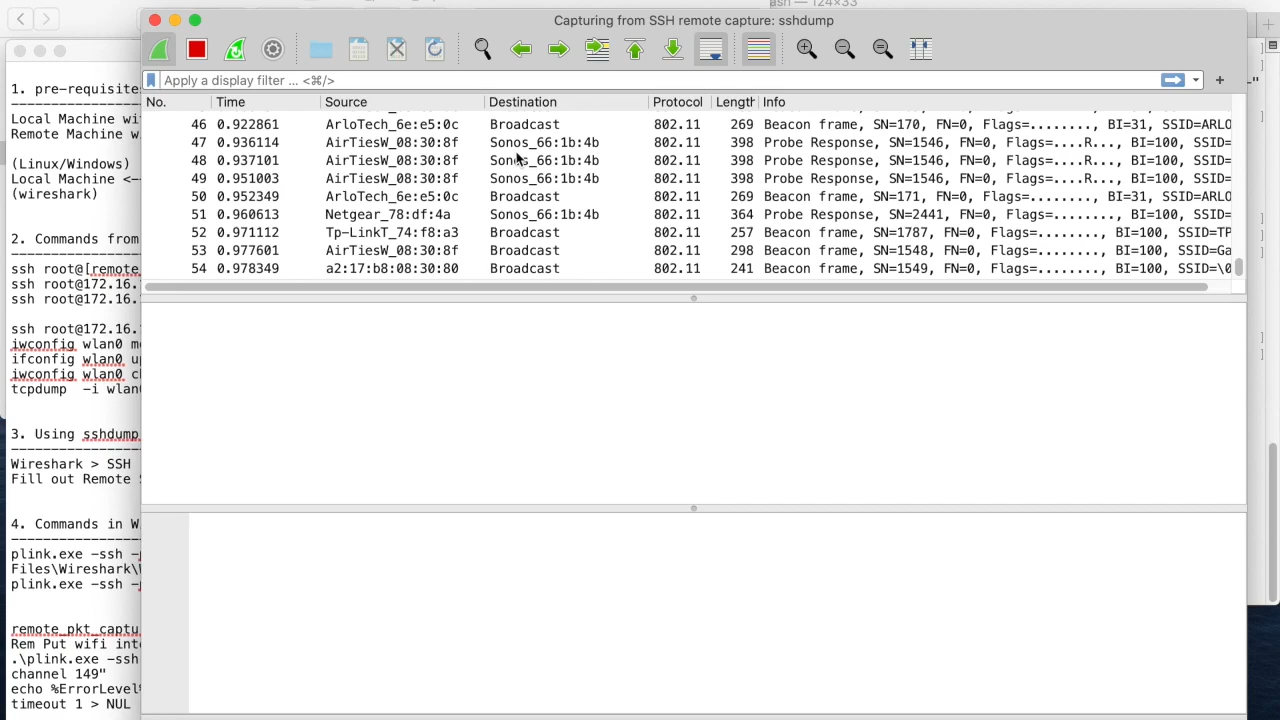 ash — 124×33
Capturing from SSH remote capture: sshdump
Apply a display filter ... <⌘/>
No. Time Source Destination Protocol Length Info
46 0.922861 ArloTech_6e:e5:0c Broadcast 802.11 269 Beacon frame, SN=170, FN=0, Flags=........, BI=31, SSID=ARLO
47 0.936114 AirTiesW_08:30:8f Sonos_66:1b:4b 802.11 398 Probe Response, SN=1546, FN=0, Flags=....R..., BI=100, SSID=
48 0.937101 AirTiesW_08:30:8f Sonos_66:1b:4b 802.11 398 Probe Response, SN=1546, FN=0, Flags=....R..., BI=100, SSID=
49 0.951003 AirTiesW_08:30:8f Sonos_66:1b:4b 802.11 398 Probe Response, SN=1546, FN=0, Flags=....R..., BI=100, SSID=
50 0.952349 ArloTech_6e:e5:0c Broadcast 802.11 269 Beacon frame, SN=171, FN=0, Flags=........, BI=31, SSID=ARLO
51 0.960613 Netgear_78:df:4a Sonos_66:1b:4b 802.11 364 Probe Response, SN=2441, FN=0, Flags=........, BI=100, SSID=
52 0.971112 Tp-LinkT_74:f8:a3 Broadcast 802.11 257 Beacon frame, SN=1787, FN=0, Flags=........, BI=100, SSID=TP
53 0.977601 AirTiesW_08:30:8f Broadcast 802.11 298 Beacon frame, SN=1548, FN=0, Flags=........, BI=100, SSID=Ga
54 0.978349 a2:17:b8:08:30:80 Broadcast 802.11 241 Beacon frame, SN=1549, FN=0, Flags=........, BI=100, SSID=\0
1. pre-requisite
Local Machine wi
Remote Machine w
(Linux/Windows)
Local Machine <-
(wireshark)
2. Commands from
ssh root@[remote
ssh root@172.16.
ssh root@172.16.
ssh root@172.16.
iwconfig wlan0 m
ifconfig wlan0 u
iwconfig wlan0 c
tcpdump -i wlan
3. Using sshdump
Wireshark > SSH
Fill out Remote
4. Commands in W
plink.exe -ssh -
Files\Wireshark\
plink.exe -ssh -
remote_pkt_captu
Rem Put wifi int
.\plink.exe -ssh
channel 149"
echo %ErrorLevel%
timeout 1 > NUL